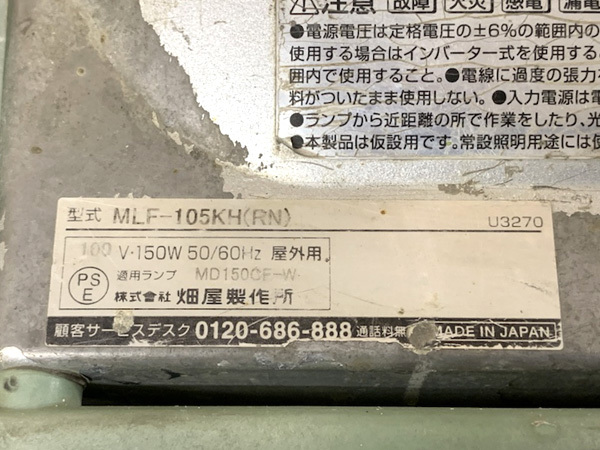 注意 故障 火災 感電 漏電
●電源電圧は定格電圧の±6%の範囲内の
使用する場合はインバーター式を使用する
囲内で使用すること。●電線に過度の張力
料がついたまま使用しない。●入力電源は電
●ランプから近距離の所で作業をしたり、光
●本製品は仮設用です。常設照明用途には使
型式 MLF-105KH(RN) U3270
100 V・150W 50/60Hz 屋外用
適用ランプ MD150CE-W
PS
E
株式会社 畑屋製作所
顧客サービスデスク 0120-686-888 通話料無 MADE IN JAPAN